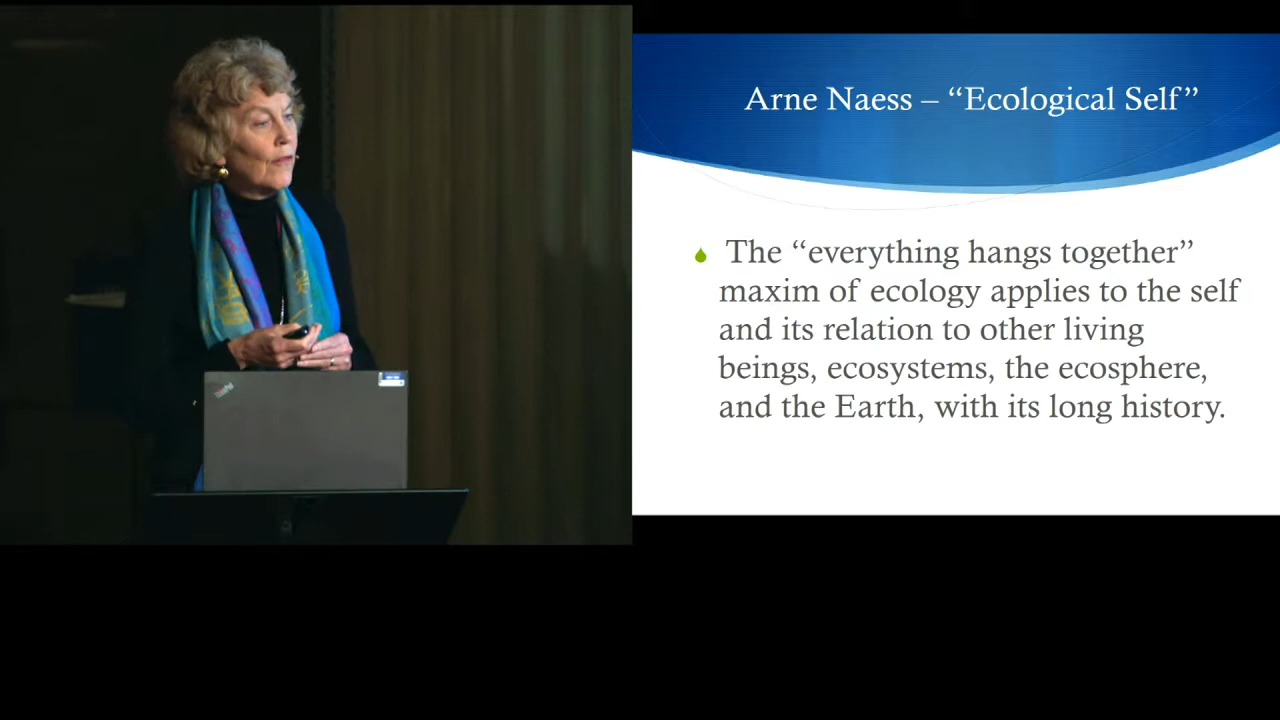 Arne Naess – “Ecological Self”
The “everything hangs together”
maxim of ecology applies to the self
and its relation to other living
beings, ecosystems, the ecosphere,
and the Earth, with its long history.
ThinkPad